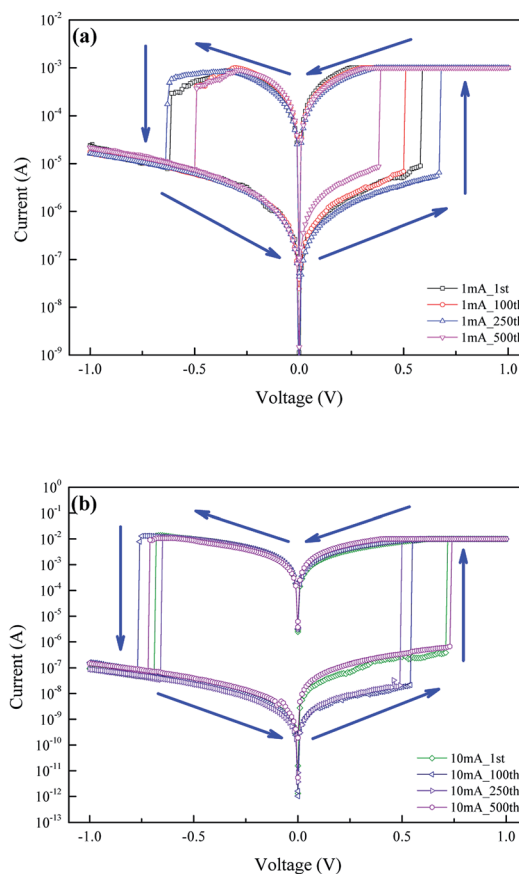 (a)
10⁻²
10⁻³
10⁻⁴
10⁻⁵
10⁻⁶
10⁻⁷
10⁻⁸
10⁻⁹
Current (A)
1mA_1st
1mA_100th
1mA_250th
1mA_500th
-1.0 -0.5 0.0 0.5 1.0
Voltage (V)
(b)
10⁰
10⁻¹
10⁻²
10⁻³
10⁻⁴
10⁻⁵
10⁻⁶
10⁻⁷
10⁻⁸
10⁻⁹
10⁻¹⁰
10⁻¹¹
10⁻¹²
10⁻¹³
Current (A)
10mA_1st
10mA_100th
10mA_250th
10mA_500th
-1.0 -0.5 0.0 0.5 1.0
Voltage (V)